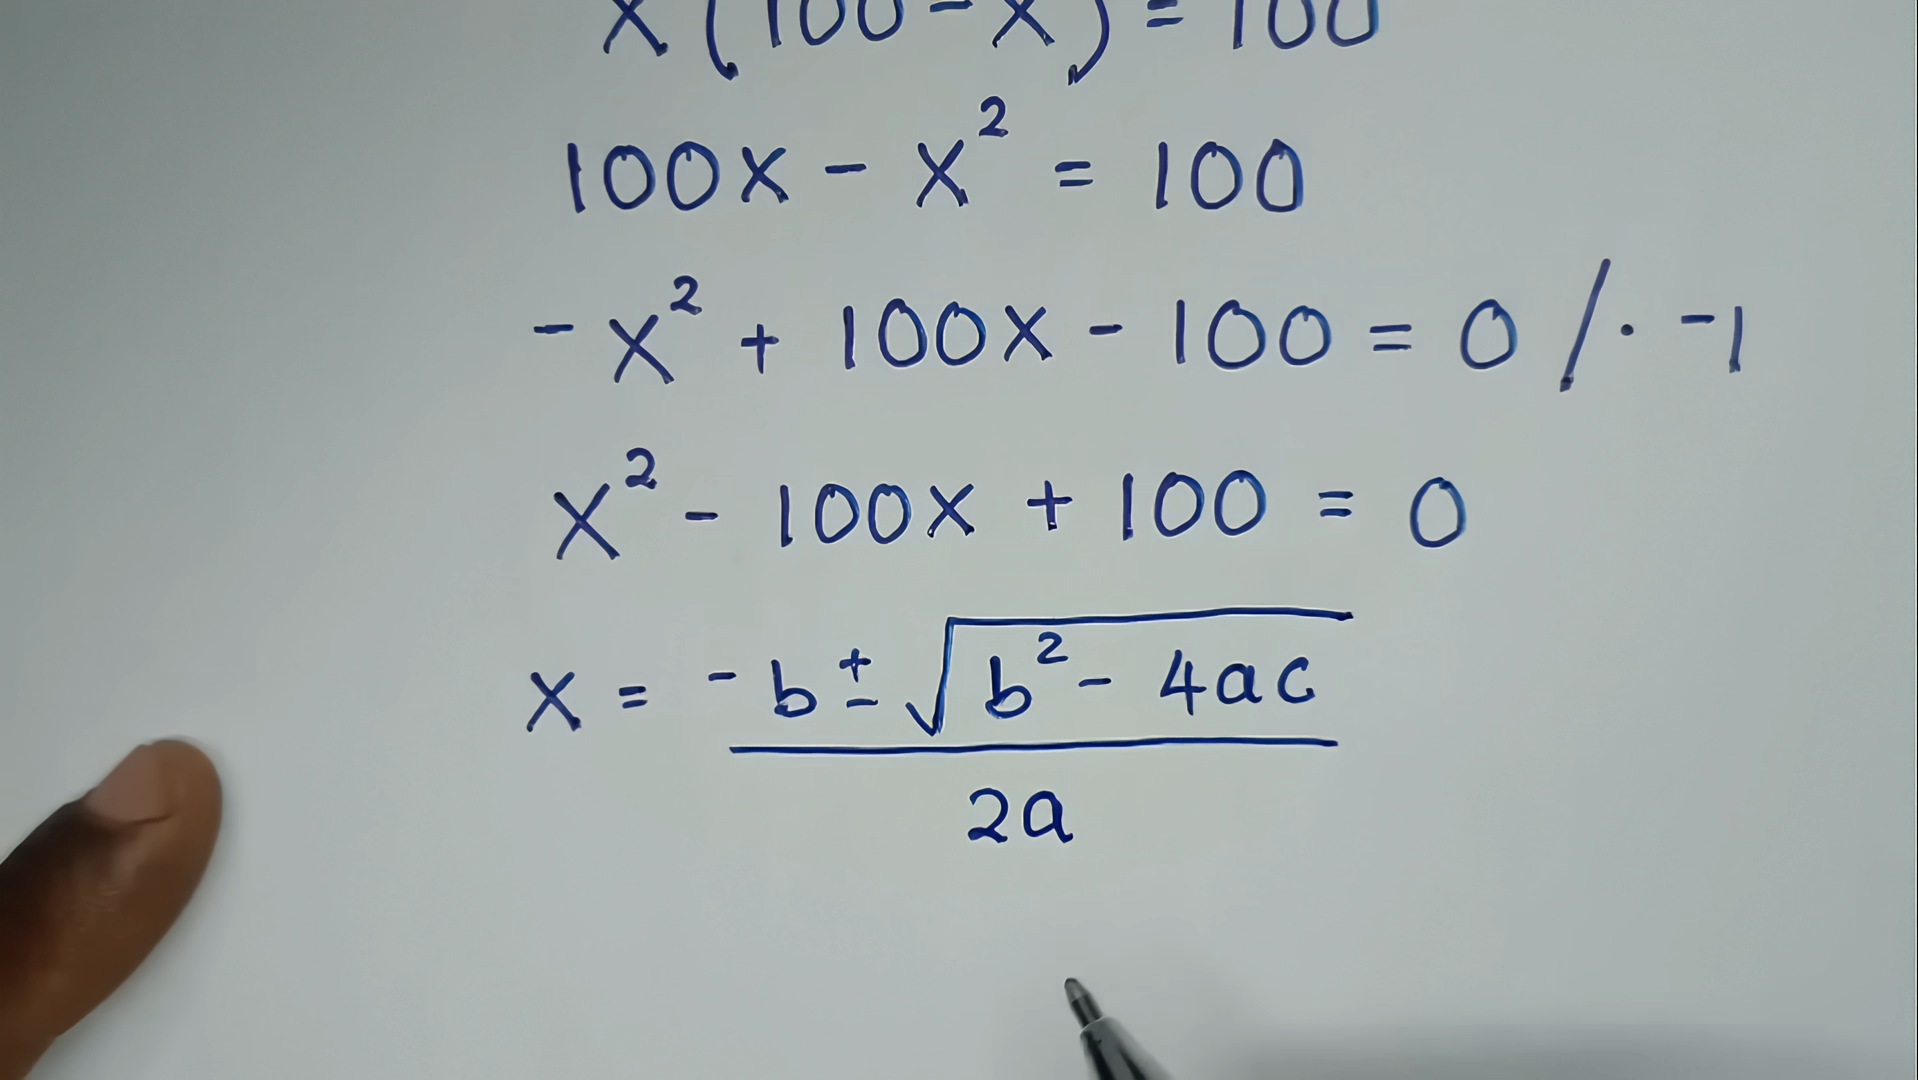 x(100 - x) = 100
100x - x² = 100
-x² + 100x - 100 = 0 / · -1
x² - 100x + 100 = 0
x = -b ± √b² - 4ac
2a